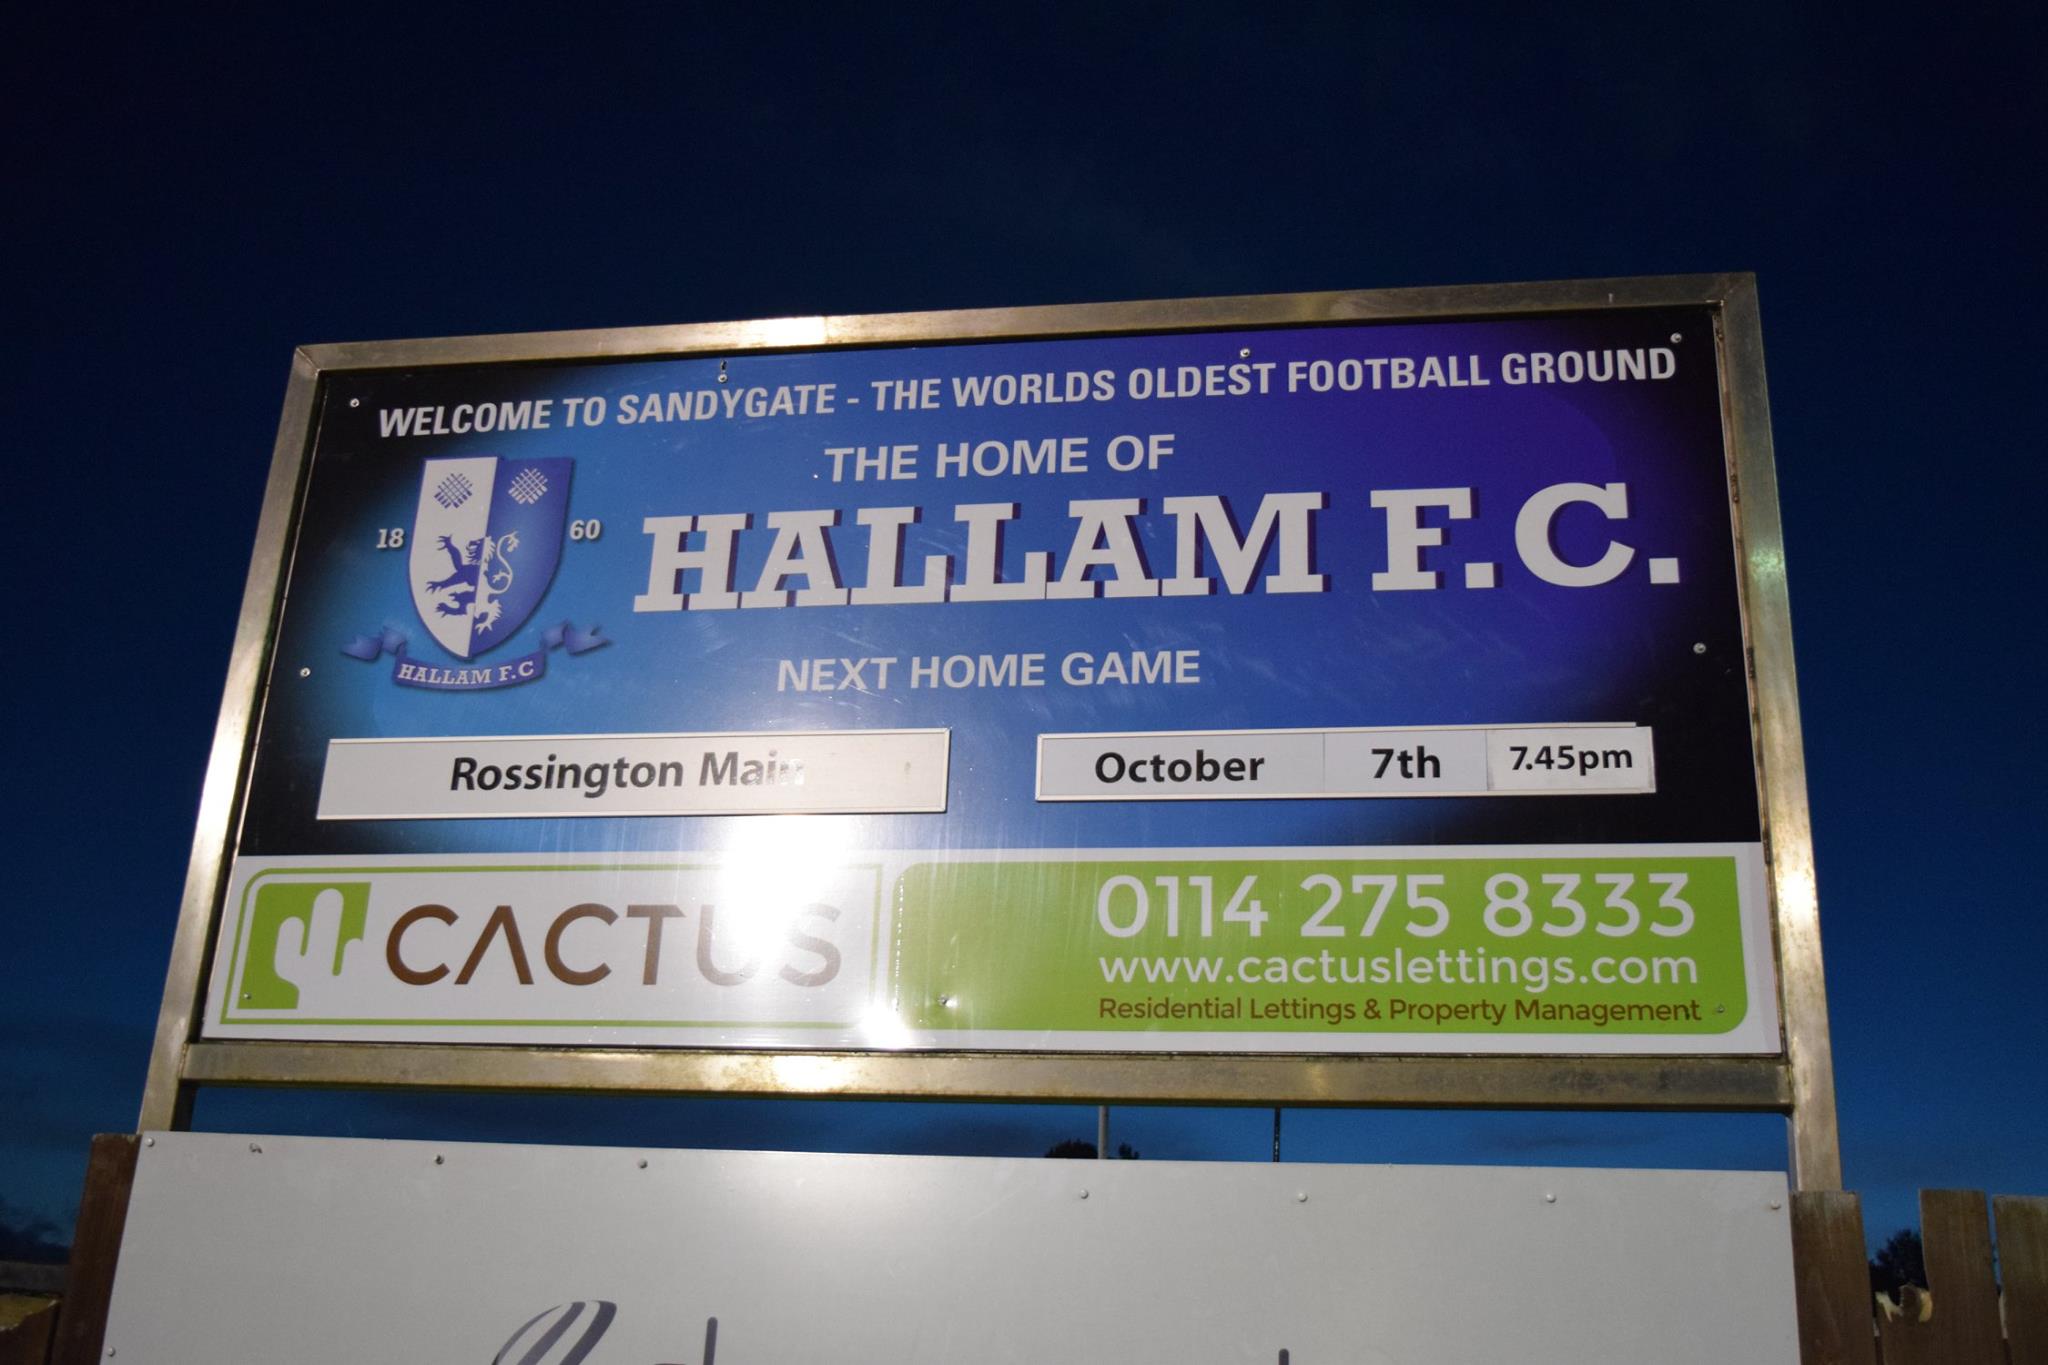 WELCOME TO SANDYGATE - THE WORLDS OLDEST FOOTBALL GROUND
THE HOME OF
HALLAM F.C.
18 60
HALLAM F.C
NEXT HOME GAME
Rossington Main
October 7th 7.45pm
CACTUS
0114 275 8333
www.cactuslettings.com
Residential Lettings & Property Management